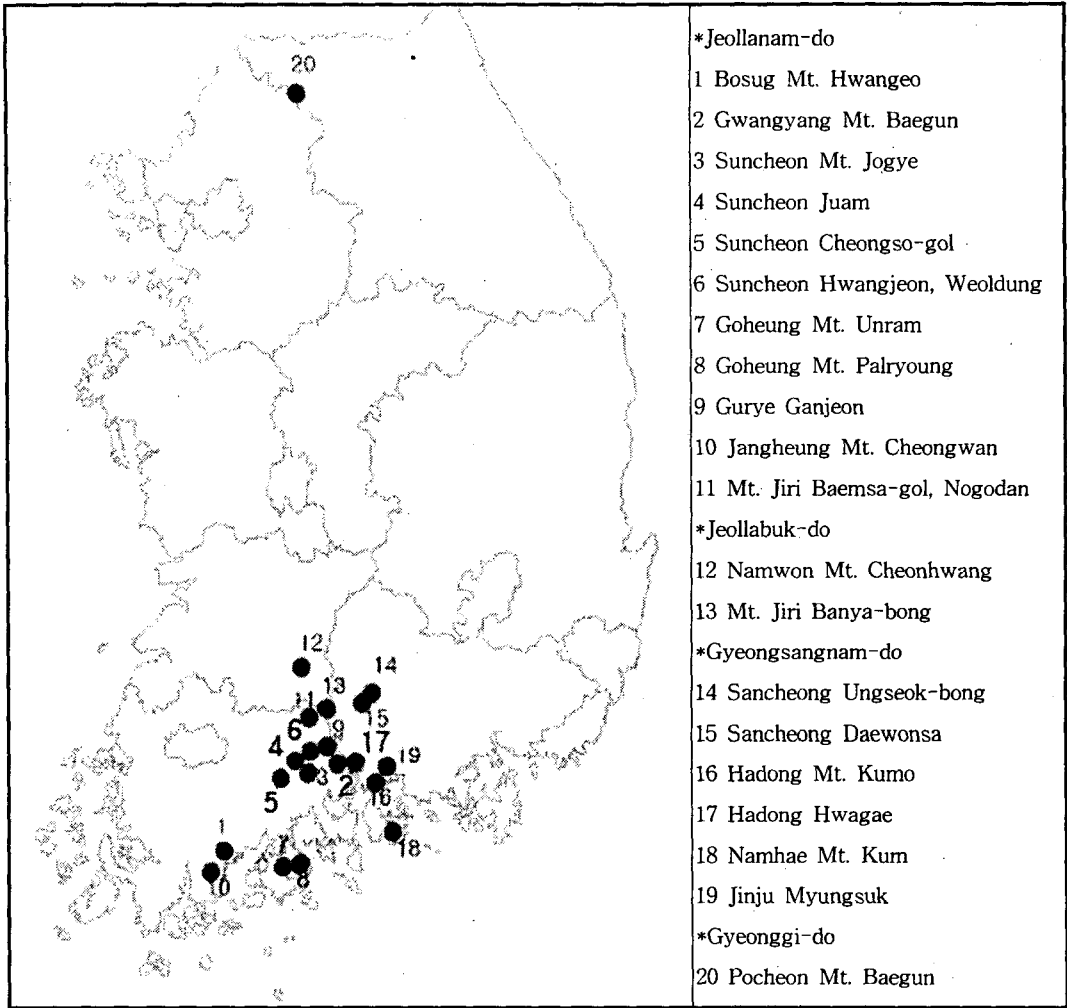 20
12
14
13
11
15
6
9
4
17
19
3
2
5
16
18
1
7
8
10
*Jeollanam-do
1 Bosug Mt. Hwangeo
2 Gwangyang Mt. Baegun
3 Suncheon Mt. Jogye
4 Suncheon Juam
5 Suncheon Cheongso-gol
6 Suncheon Hwangjeon, Weoldung
7 Goheung Mt. Unram
8 Goheung Mt. Palryoung
9 Gurye Ganjeon
10 Jangheung Mt. Cheongwan
11 Mt. Jiri Baemsa-gol, Nogodan
*Jeollabuk-do
12 Namwon Mt. Cheonhwang
13 Mt. Jiri Banya-bong
*Gyeongsangnam-do
14 Sancheong Ungseok-bong
15 Sancheong Daewonsa
16 Hadong Mt. Kumo
17 Hadong Hwagae
18 Namhae Mt. Kum
19 Jinju Myungsuk
*Gyeonggi-do
20 Pocheon Mt. Baegun